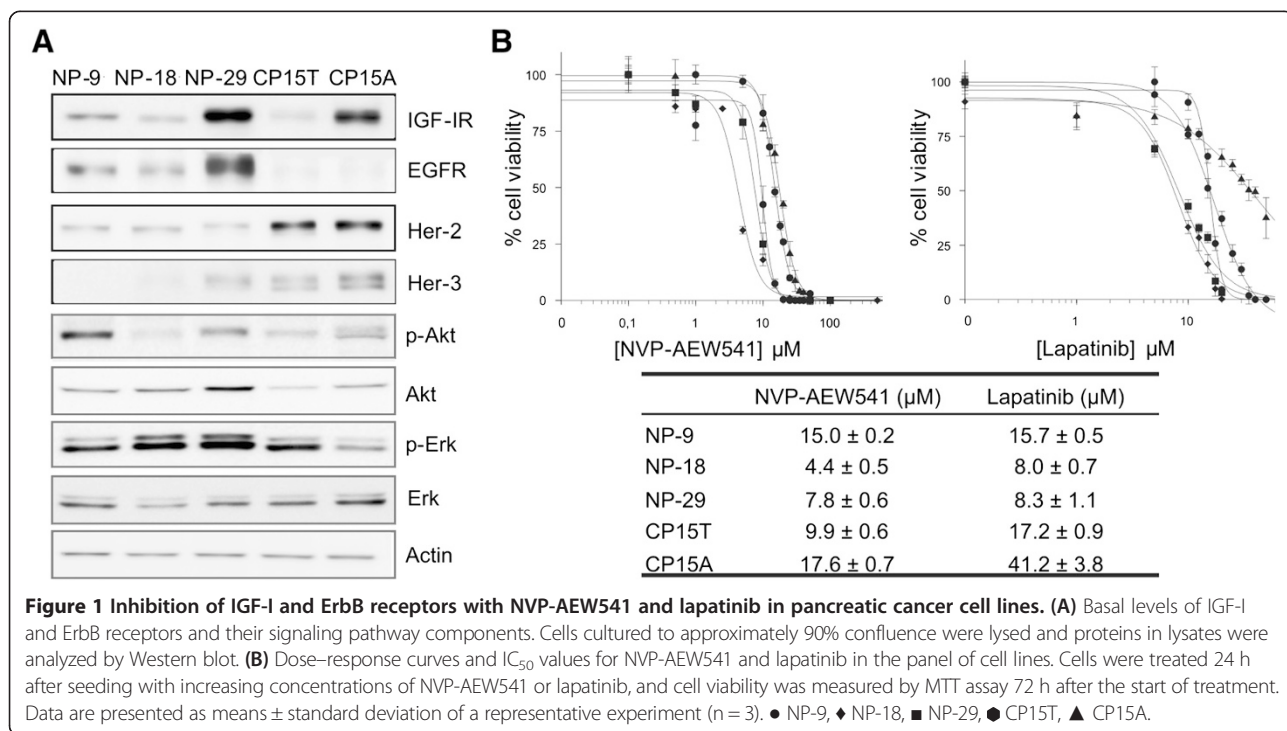 A
NP-9 NP-18 NP-29 CP15T CP15A
IGF-IR
EGFR
Her-2
Her-3
p-Akt
Akt
p-Erk
Erk
Actin
B
% cell viability
100
75
50
25
0
0 0,1 1 10 100
[NVP-AEW541] µM
% cell viability
100
75
50
25
0
0 1 10
[Lapatinib] µM
NVP-AEW541 (µM) Lapatinib (µM)
NP-9 15.0 ± 0.2 15.7 ± 0.5
NP-18 4.4 ± 0.5 8.0 ± 0.7
NP-29 7.8 ± 0.6 8.3 ± 1.1
CP15T 9.9 ± 0.6 17.2 ± 0.9
CP15A 17.6 ± 0.7 41.2 ± 3.8
Figure 1 Inhibition of IGF-I and ErbB receptors with NVP-AEW541 and lapatinib in pancreatic cancer cell lines. (A) Basal levels of IGF-I
and ErbB receptors and their signaling pathway components. Cells cultured to approximately 90% confluence were lysed and proteins in lysates were
analyzed by Western blot. (B) Dose–response curves and IC50 values for NVP-AEW541 and lapatinib in the panel of cell lines. Cells were treated 24 h
after seeding with increasing concentrations of NVP-AEW541 or lapatinib, and cell viability was measured by MTT assay 72 h after the start of treatment.
Data are presented as means ± standard deviation of a representative experiment (n = 3). ● NP-9, ♦ NP-18, ■ NP-29, ⬢ CP15T, ▲ CP15A.